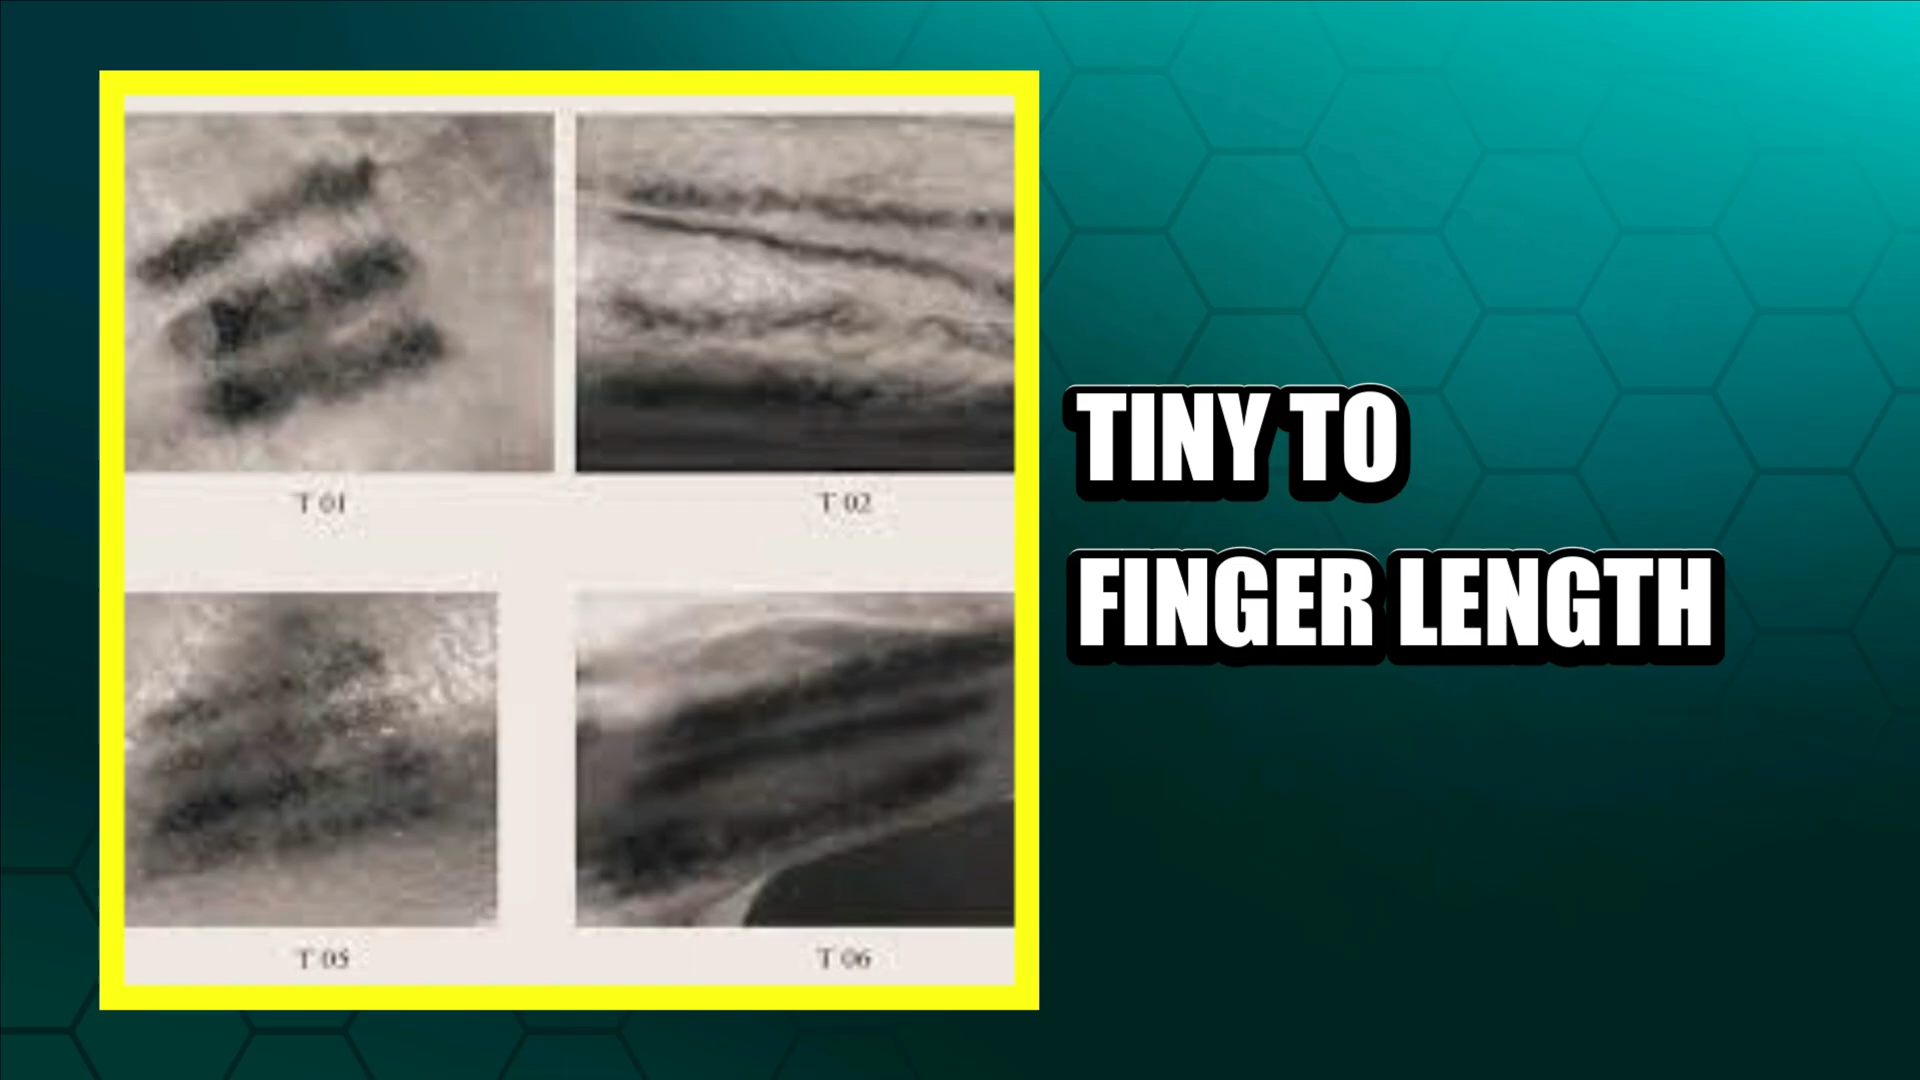 T 01
T 02
T 05
T 06
TINY TO
FINGER LENGTH